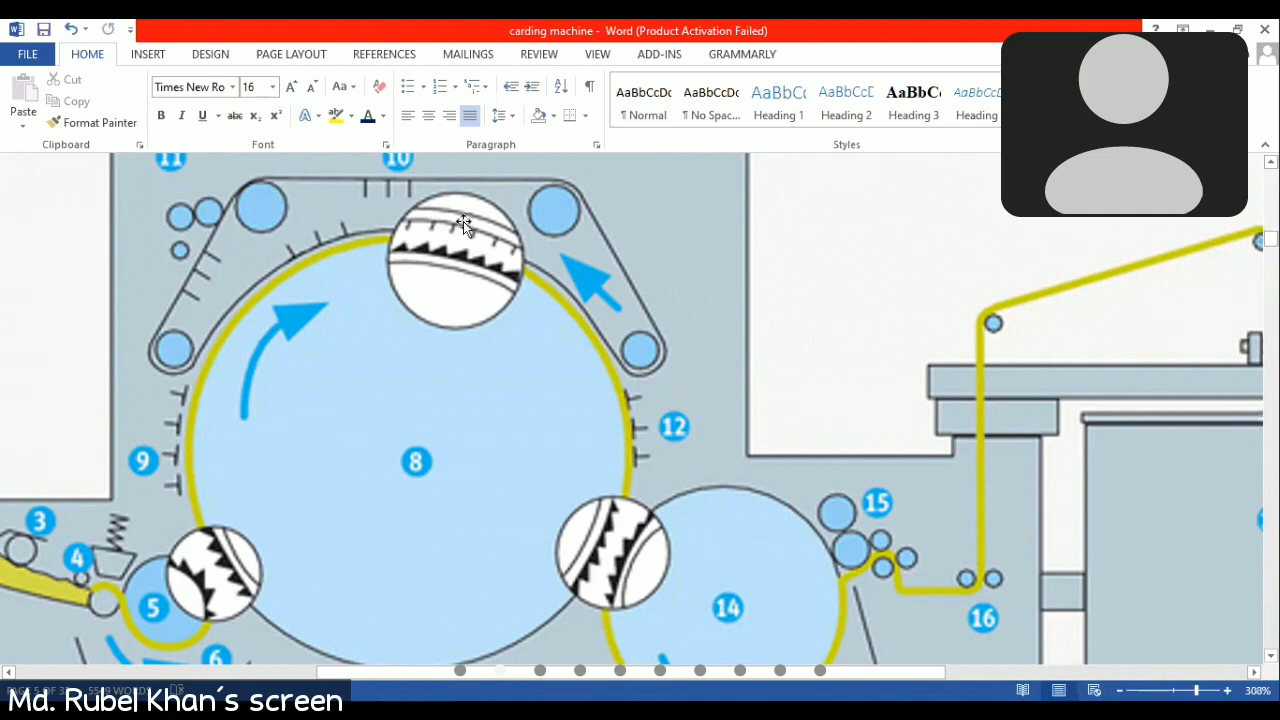 carding machine - Word (Product Activation Failed)
FILE HOME INSERT DESIGN PAGE LAYOUT REFERENCES MAILINGS REVIEW VIEW ADD-INS GRAMMARLY
Cut
Copy
Format Painter
Paste
Clipboard
Times New Ro 16
Font
Paragraph
AaBbCcDc AaBbCcDc AaBbCc AaBbCcD AaBbCc AaBbCcD
¶ Normal ¶ No Spac... Heading 1 Heading 2 Heading 3 Heading
Styles
11 10
12
9 8
15
3
4
5 14
16
6
Md. Rubel Khan's screen
308%